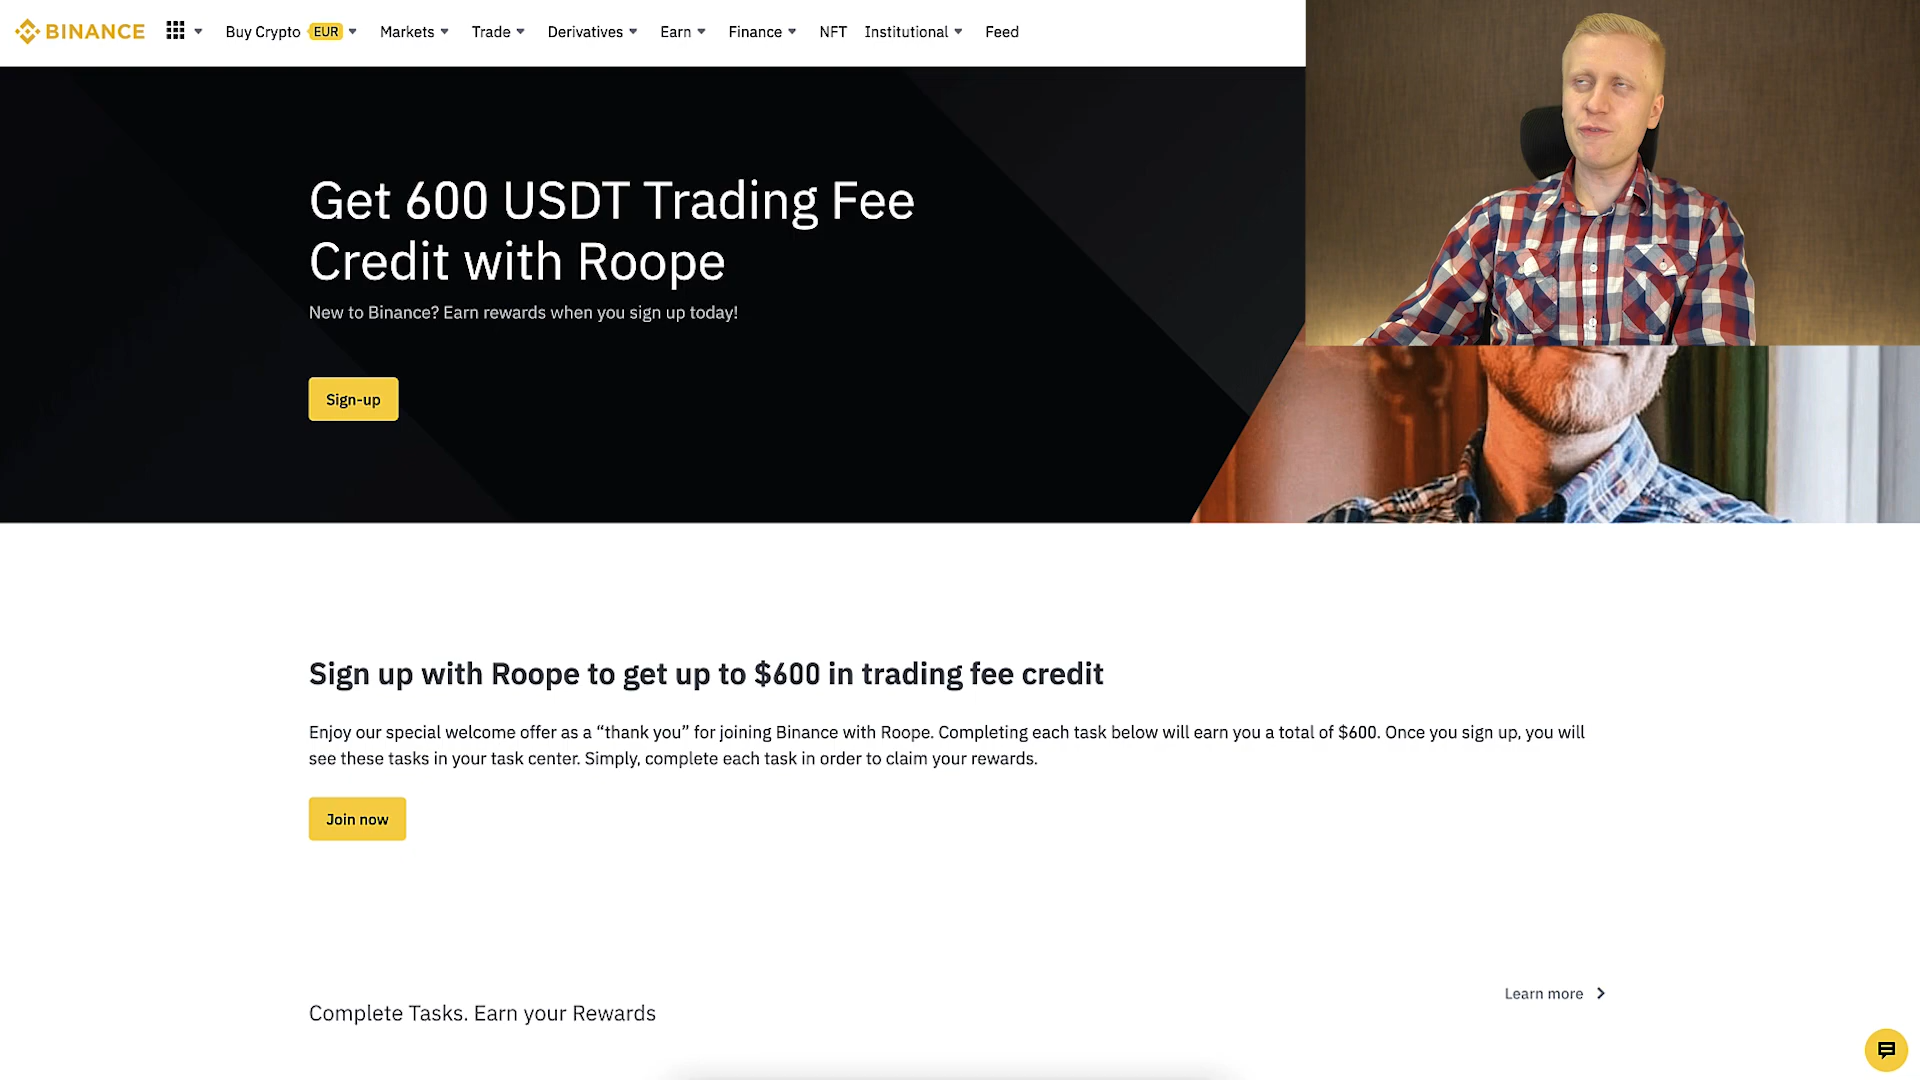 BINANCE Buy Crypto EUR Markets Trade Derivatives Earn Finance NFT Institutional Feed
Get 600 USDT Trading Fee
Credit with Roope
New to Binance? Earn rewards when you sign up today!
Sign-up
Sign up with Roope to get up to $600 in trading fee credit
Enjoy our special welcome offer as a “thank you” for joining Binance with Roope. Completing each task below will earn you a total of $600. Once you sign up, you will
see these tasks in your task center. Simply, complete each task in order to claim your rewards.
Join now
Learn more
Complete Tasks. Earn your Rewards